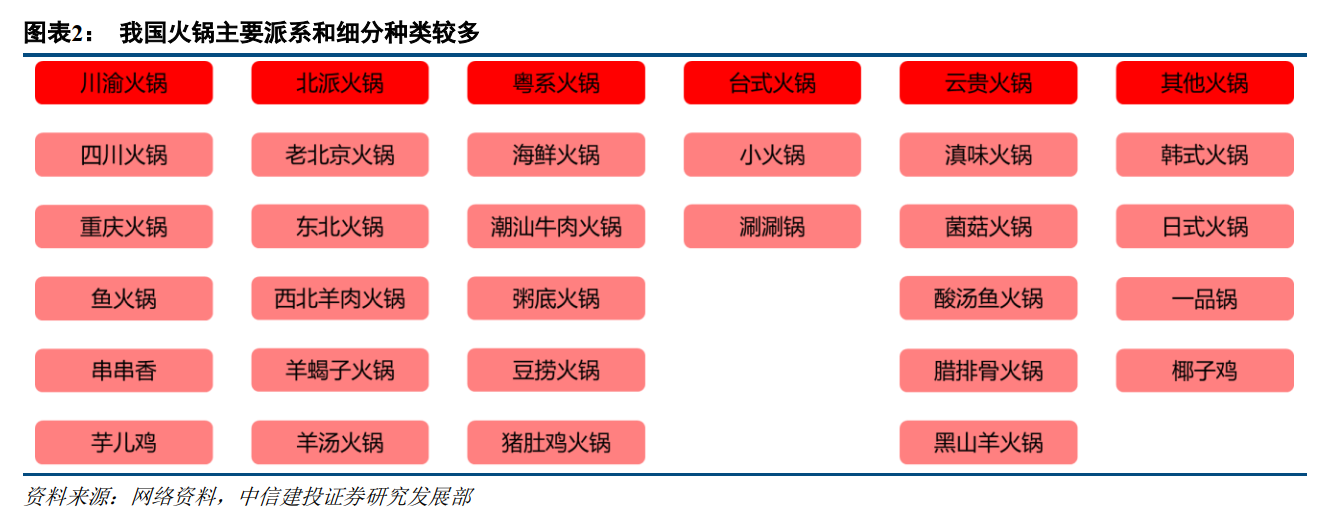 图表2： 我国火锅主要派系和细分种类较多
川渝火锅 北派火锅 粤系火锅 台式火锅 云贵火锅 其他火锅
四川火锅 老北京火锅 海鲜火锅 小火锅 滇味火锅 韩式火锅
重庆火锅 东北火锅 潮汕牛肉火锅 涮涮锅 菌菇火锅 日式火锅
鱼火锅 西北羊肉火锅 粥底火锅 酸汤鱼火锅 一品锅
串串香 羊蝎子火锅 豆捞火锅 腊排骨火锅 椰子鸡
芋儿鸡 羊汤火锅 猪肚鸡火锅 黑山羊火锅
资料来源：网络资料，中信建投证券研究发展部